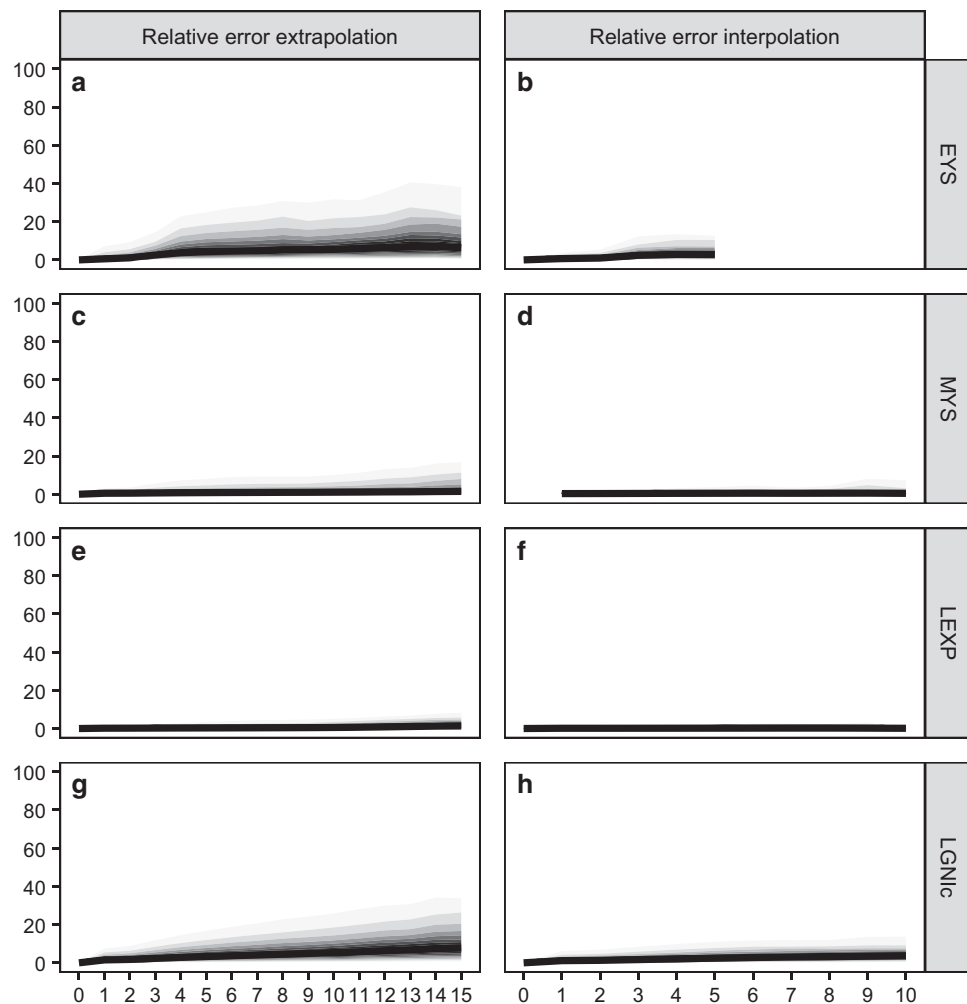 Relative error extrapolation
Relative error interpolation
a
b
100
80
60
40
20
0
EYS
c
d
100
80
60
40
20
0
MYS
e
f
100
80
60
40
20
0
LEXP
g
h
100
80
60
40
20
0
LGNIc
0 1 2 3 4 5 6 7 8 9 10 11 12 13 14 15
0 1 2 3 4 5 6 7 8 9 10